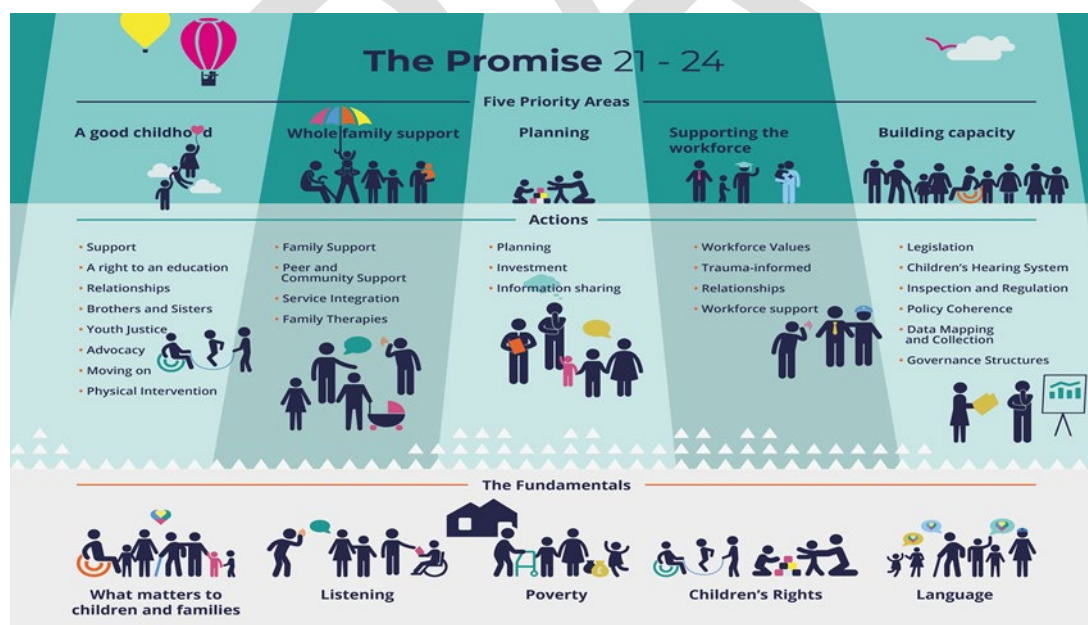 The Promise 21 - 24
Five Priority Areas
A good childhood
Whole family support
Planning
Supporting the
workforce
Building capacity
Actions
• Support
• A right to an education
• Relationships
• Brothers and Sisters
• Youth Justice
• Advocacy
• Moving on
• Physical Intervention
• Family Support
• Peer and
Community Support
• Service Integration
• Family Therapies
• Planning
• Investment
• Information sharing
• Workforce Values
• Trauma-informed
• Relationships
• Workforce support
• Legislation
• Children's Hearing System
• Inspection and Regulation
• Policy Coherence
• Data Mapping
and Collection
• Governance Structures
The Fundamentals
What matters to
children and families
Listening
Poverty
Children's Rights
Language